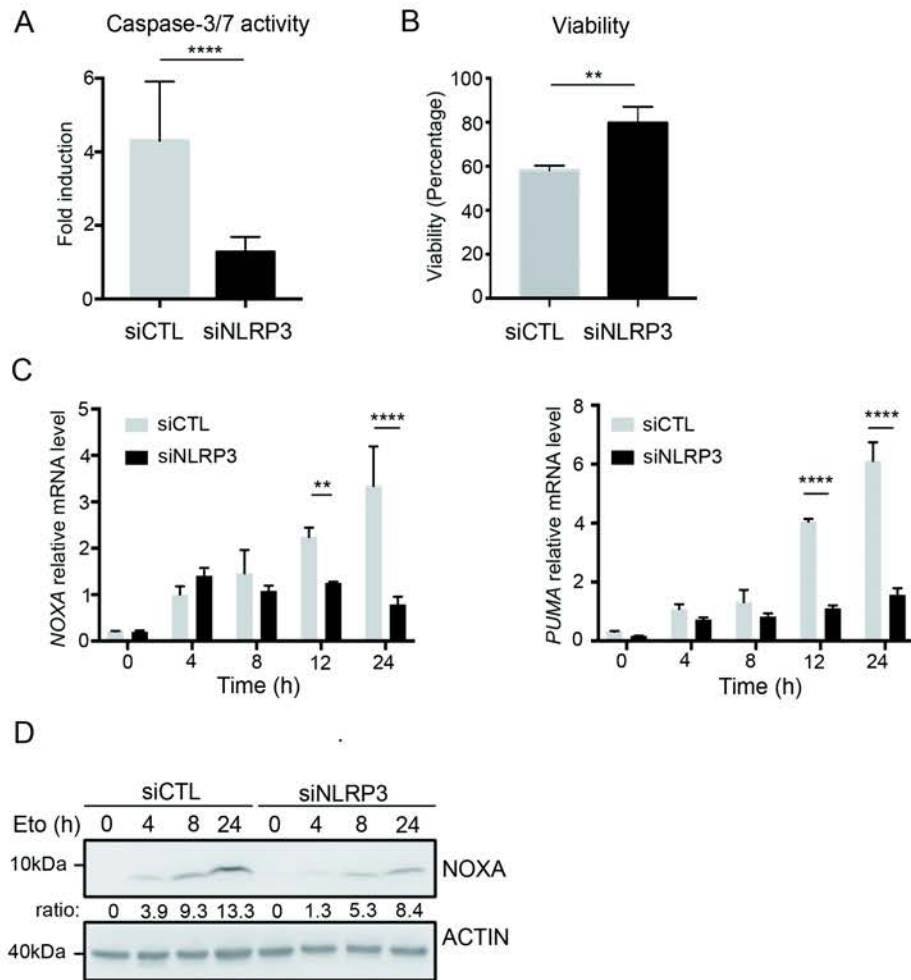 A
Caspase-3/7 activity
****
Fold induction
6
4
2
0
siCTL siNLRP3
B
Viability
**
Viability (Percentage)
100
80
60
40
20
0
siCTL siNLRP3
C
NOXA relative mRNA level
5
4
3
2
1
0
siCTL
siNLRP3
**
****
0 4 8 12 24
Time (h)
PUMA relative mRNA level
8
6
4
2
0
siCTL
siNLRP3
****
****
0 4 8 12 24
Time (h)
D
siCTL siNLRP3
Eto (h) 0 4 8 24 0 4 8 24
10kDa NOXA
ratio: 0 3.9 9.3 13.3 0 1.3 5.3 8.4
40kDa ACTIN